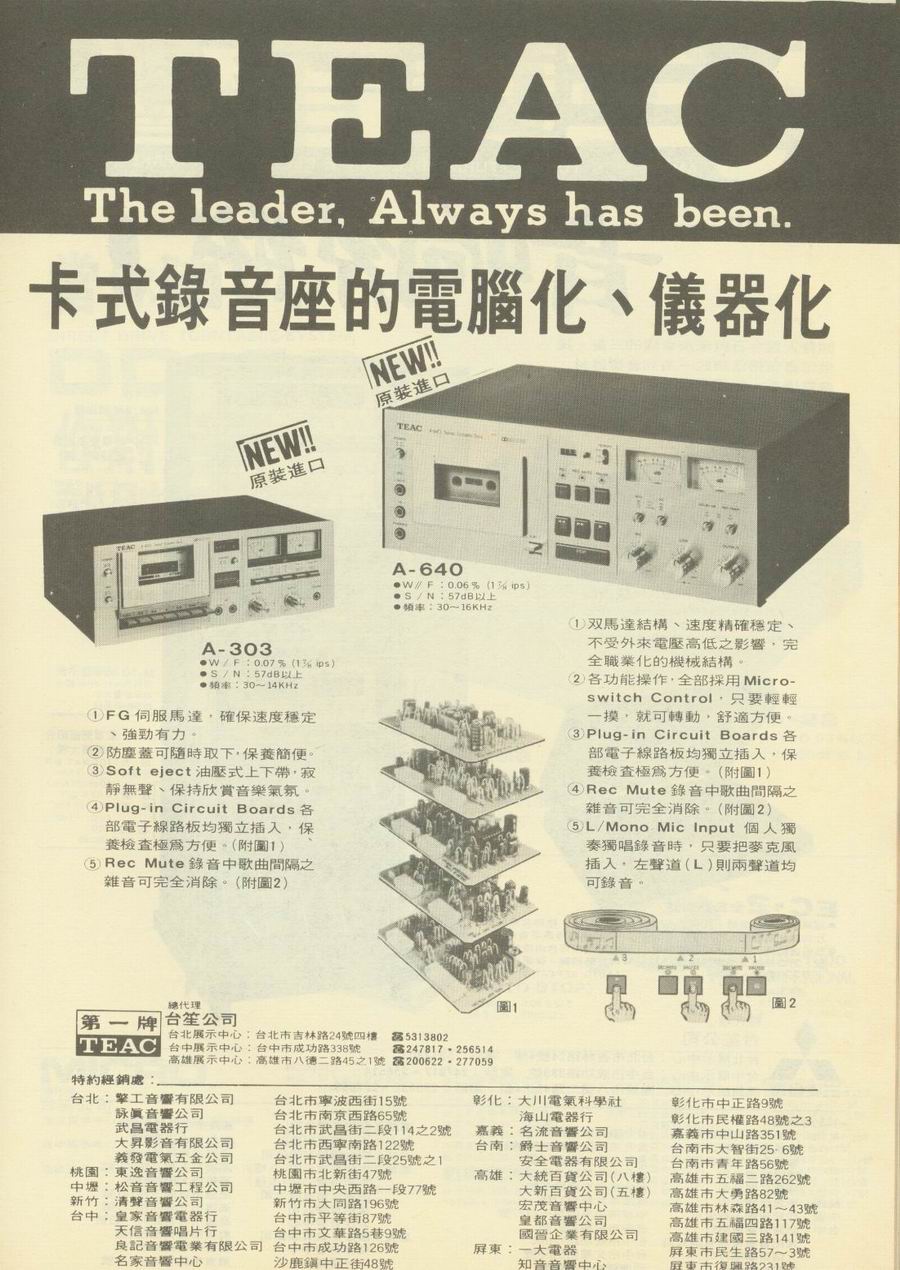 TEAC
The leader, Always has been.
卡式錄音座的電腦化、儀器化
NEW!!
原裝進口
NEW!!
原裝進口
TEAC
TEAC
A-640
●W∥F：0.06％(1⅞ ips)
●S／N：57dB以上
●頻率：30～16KHz
A-303
●W／F：0.07％(1⅞ ips)
●S／N：57dB以上
●頻率：30～14KHz
①FG 伺服馬達，確保速度穩定
、強勁有力。
②防塵蓋可隨時取下，保養簡便。
③Soft eject 油壓式上下帶，寂
靜無聲、保持欣賞音樂氣氛。
④Plug-in Circuit Boards 各
部電子線路板均獨立插入，保
養檢查極為方便。(附圖1)
⑤Rec Mute 錄音中歌曲間隔之
雜音可完全消除。(附圖2)
①双馬達結構、速度精確穩定、
不受外來電壓高低之影響，完
全職業化的機械結構。
②各功能操作，全部採用 Micro-
switch Control，只要輕輕
一摸，就可轉動，舒適方便。
③Plug-in Circuit Boards 各
部電子線路板均獨立插入，保
養檢查極為方便。(附圖1)
④Rec Mute 錄音中歌曲間隔之
雜音可完全消除。(附圖2)
⑤L/Mono Mic Input 個人獨
奏獨唱錄音時，只要把麥克風
插入，左聲道(L)則兩聲道均
可錄音。
▲3 ▲2 ▲1
圖1
圖2
第一牌
TEAC
總代理
台笙公司
台北展示中心：台北市吉林路24號四樓 ☎5313802
台中展示中心：台中市成功路338號 ☎247817・256514
高雄展示中心：高雄市八德二路45之1號 ☎200622・277059
特約經銷處：
台北：擎工音響有限公司 台北市寧波西街15號
詠眞音響公司 台北市南京西路65號
武昌電器行 台北市武昌街二段114之2號
大昇影音有限公司 台北市西寧南路122號
義發電氣五金公司 台北市武昌街二段25號之1
桃園：東逸音響公司 桃園市北新街47號
中壢：松音音響工程公司 中壢市中央西路一段77號
新竹：清聲音響公司 新竹市大同路196號
台中：皇家音響電器行 台中市平等街87號
天信音響唱片行 台中市文華路5巷9號
良記音響電業有限公司 台中市成功路126號
名家音響中心 沙鹿鎭中正街48號
彰化：大川電氣科學社 彰化市中正路9號
海山電器行 彰化市民權路48號之3
嘉義：名流音響公司 嘉義市中山路351號
台南：爵士音響公司 台南市大智街25-6號
安全電器有限公司 台南市青年路56號
高雄：大統百貨公司(八樓) 高雄市五福二路262號
大新百貨公司(五樓) 高雄市大勇路82號
宏茂音響中心 高雄市林森路41～43號
皇都音響公司 高雄市五福四路117號
國晉企業有限公司 高雄市建國三路141號
屏東：一大電器 屏東市民生路57～3號
知音音響中心 屏東市復興路231號